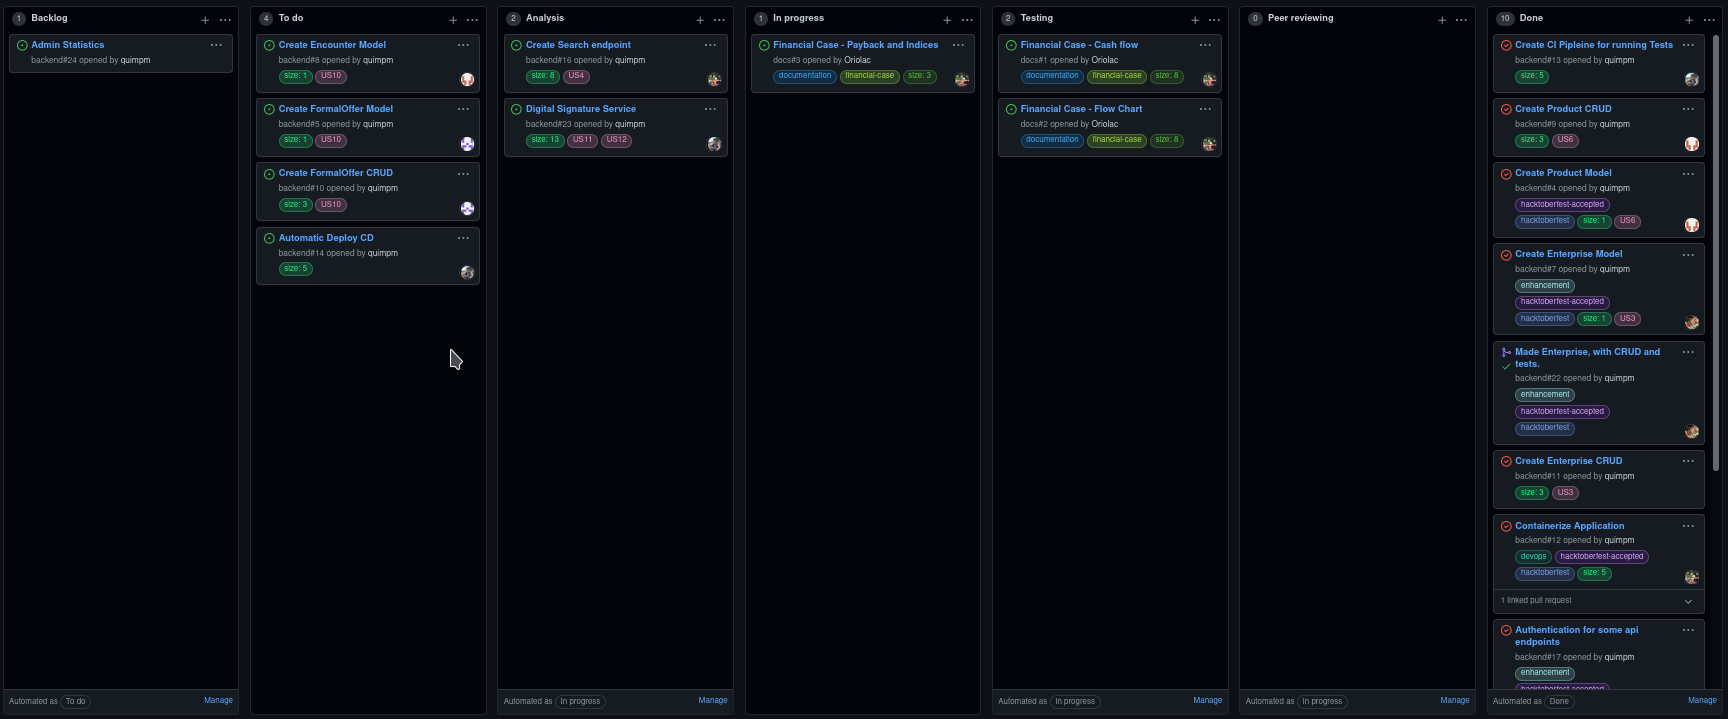 1 Backlog
Admin Statistics
backend#24 opened by quimpm
Automated as To do
Manage
4 To do
Create Encounter Model
backend#8 opened by quimpm
size: 1 US10
Create FormalOffer Model
backend#5 opened by quimpm
size: 1 US10
Create FormalOffer CRUD
backend#10 opened by quimpm
size: 3 US10
Automatic Deploy CD
backend#14 opened by quimpm
size: 5
2 Analysis
Create Search endpoint
backend#16 opened by quimpm
size: 8 US4
Digital Signature Service
backend#23 opened by quimpm
size: 13 US11 US12
Automated as In progress
Manage
1 In progress
Financial Case - Payback and Indices
docs#3 opened by Oriolac
documentation financial-case size: 3
2 Testing
Financial Case - Cash flow
docs#1 opened by Oriolac
documentation financial-case size: 8
Financial Case - Flow Chart
docs#2 opened by Oriolac
documentation financial-case size: 8
Automated as In progress
Manage
0 Peer reviewing
Automated as In progress
Manage
10 Done
Create CI Pipleine for running Tests
backend#13 opened by quimpm
size: 5
Create Product CRUD
backend#9 opened by quimpm
size: 3 US6
Create Product Model
backend#4 opened by quimpm
hacktoberfest-accepted
hacktoberfest size: 1 US6
Create Enterprise Model
backend#7 opened by quimpm
enhancement
hacktoberfest-accepted
hacktoberfest size: 1 US3
Made Enterprise, with CRUD and
tests.
backend#22 opened by quimpm
enhancement
hacktoberfest-accepted
hacktoberfest
Create Enterprise CRUD
backend#11 opened by quimpm
size: 3 US3
Containerize Application
backend#12 opened by quimpm
devops hacktoberfest-accepted
hacktoberfest size: 5
1 linked pull request
Authentication for some api
endpoints
backend#17 opened by quimpm
enhancement
hacktoberfest-accepted
Automated as Done
Manage